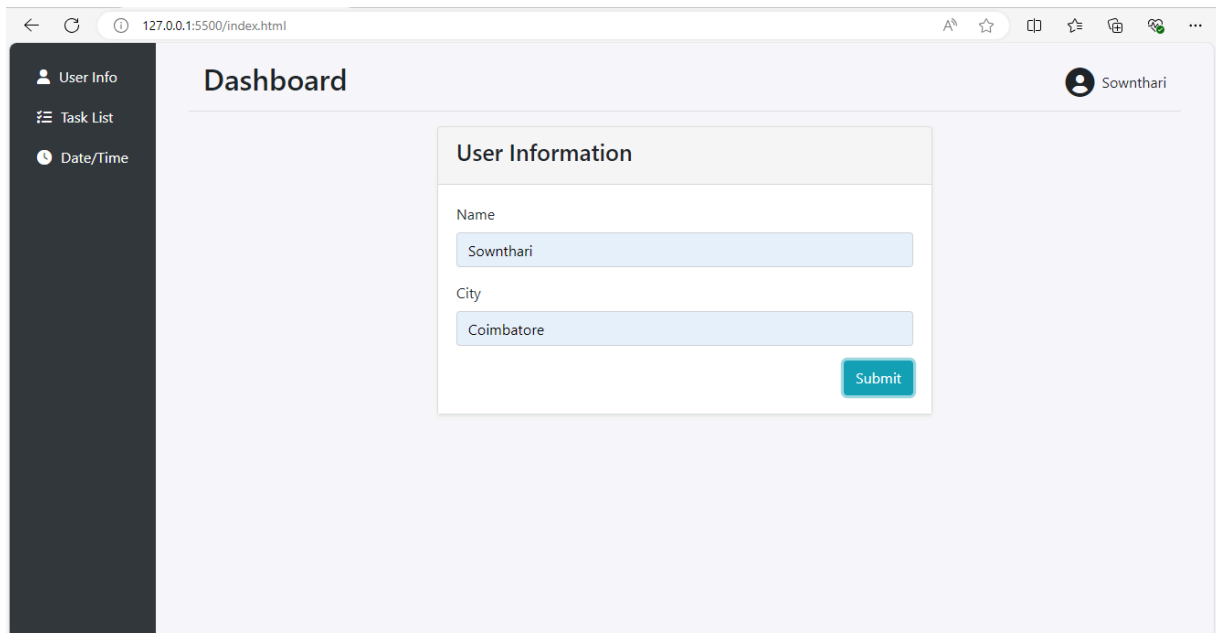 127.0.0.1:5500/index.html
User Info
Task List
Date/Time
Dashboard
Sownthari
User Information
Name
Sownthari
City
Coimbatore
Submit